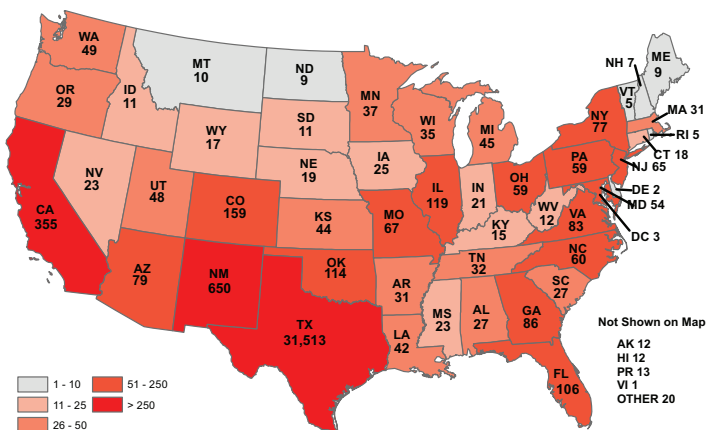 WA
49
OR
29
CA
355
ID
11
NV
23
MT
10
WY
17
UT
48
AZ
79
CO
159
NM
650
ND
9
SD
11
NE
19
KS
44
OK
114
TX
31,513
MN
37
IA
25
MO
67
AR
31
LA
42
WI
35
IL
119
MI
45
IN
21
OH
59
KY
15
TN
32
MS
23
AL
27
GA
86
FL
106
SC
27
NC
60
VA
83
WV
12
PA
59
NY
77
VT
5
NH 7
ME
9
MA 31
RI 5
CT 18
NJ 65
DE 2
MD 54
DC 3
Not Shown on Map
AK 12
HI 12
PR 13
VI 1
OTHER 20
1 - 10
11 - 25
26 - 50
51 - 250
> 250